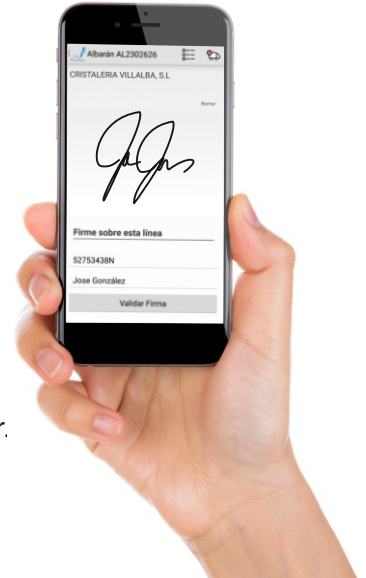 Albarán AL2302626
CRISTALERIA VILLALBA, S.L
Borrar
Firme sobre esta línea
52753438N
Jose González
Validar Firma
r.